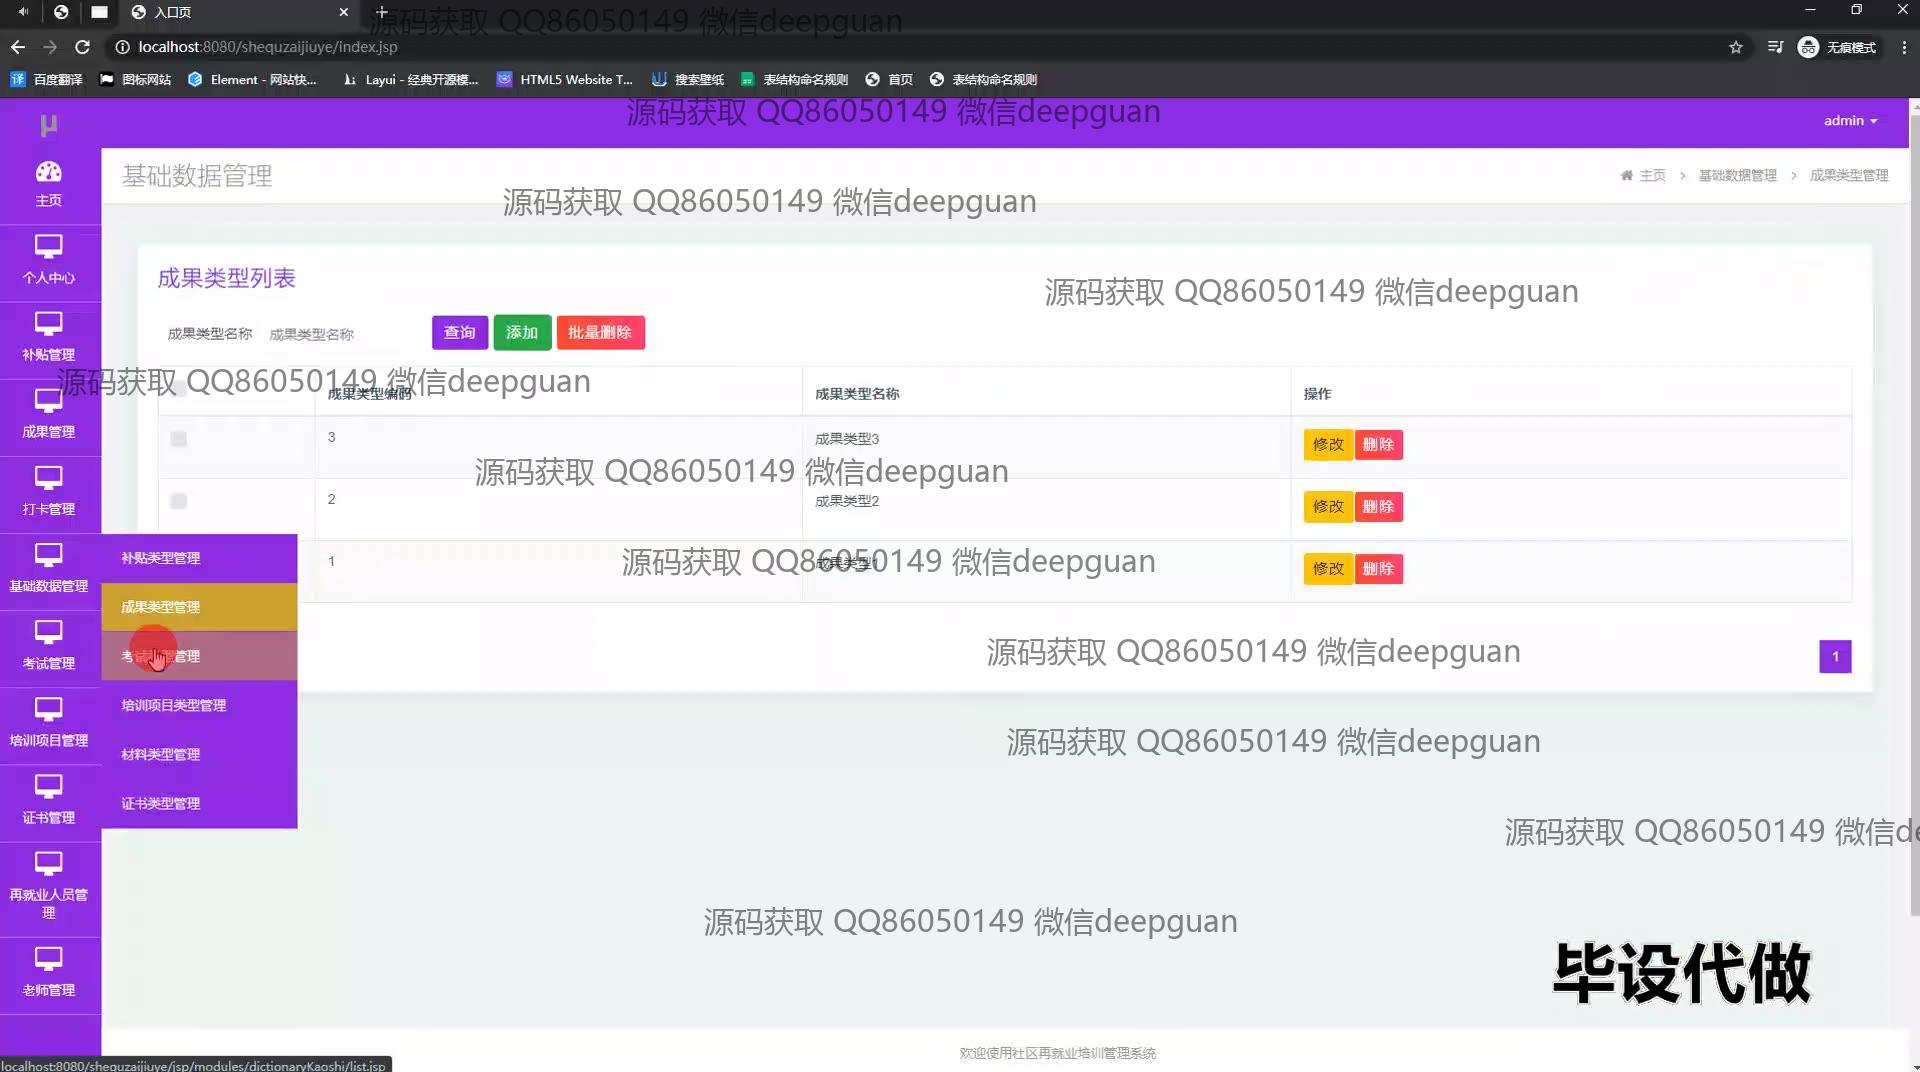 入口页
源码获取 QQ86050149 微信deepguan
localhost:8080/shequzaijiuye/index.jsp
无痕模式
百度翻译
图标网站
Element - 网站快...
Layui - 经典开源模...
HTML5 Website T...
搜索壁纸
表结构命名规则
首页
表结构命名规则
源码获取 QQ86050149 微信deepguan
μ
admin
主页
基础数据管理
主页 > 基础数据管理 > 成果类型管理
源码获取 QQ86050149 微信deepguan
个人中心
成果类型列表
源码获取 QQ86050149 微信deepguan
成果类型名称 成果类型名称 查询 添加 批量删除
补贴管理
源码获取 QQ86050149 微信deepguan
成果类型编码 成果类型名称 操作
成果管理
3 成果类型3 修改 删除
源码获取 QQ86050149 微信deepguan
打卡管理
2 成果类型2 修改 删除
基础数据管理
补贴类型管理
1 成果类型1 修改 删除
源码获取 QQ86050149 微信deepguan
成果类型管理
考试管理
源码获取 QQ86050149 微信deepguan
1
培训项目类型管理
培训项目管理
源码获取 QQ86050149 微信deepguan
材料类型管理
证书类型管理
证书管理
源码获取 QQ86050149 微信de
再就业人员管
理
源码获取 QQ86050149 微信deepguan
毕设代做
老师管理
欢迎使用社区再就业培训管理系统
localhost:8080/shequzaijiuye/jsp/modules/dictionaryKaoshi/list.jsp